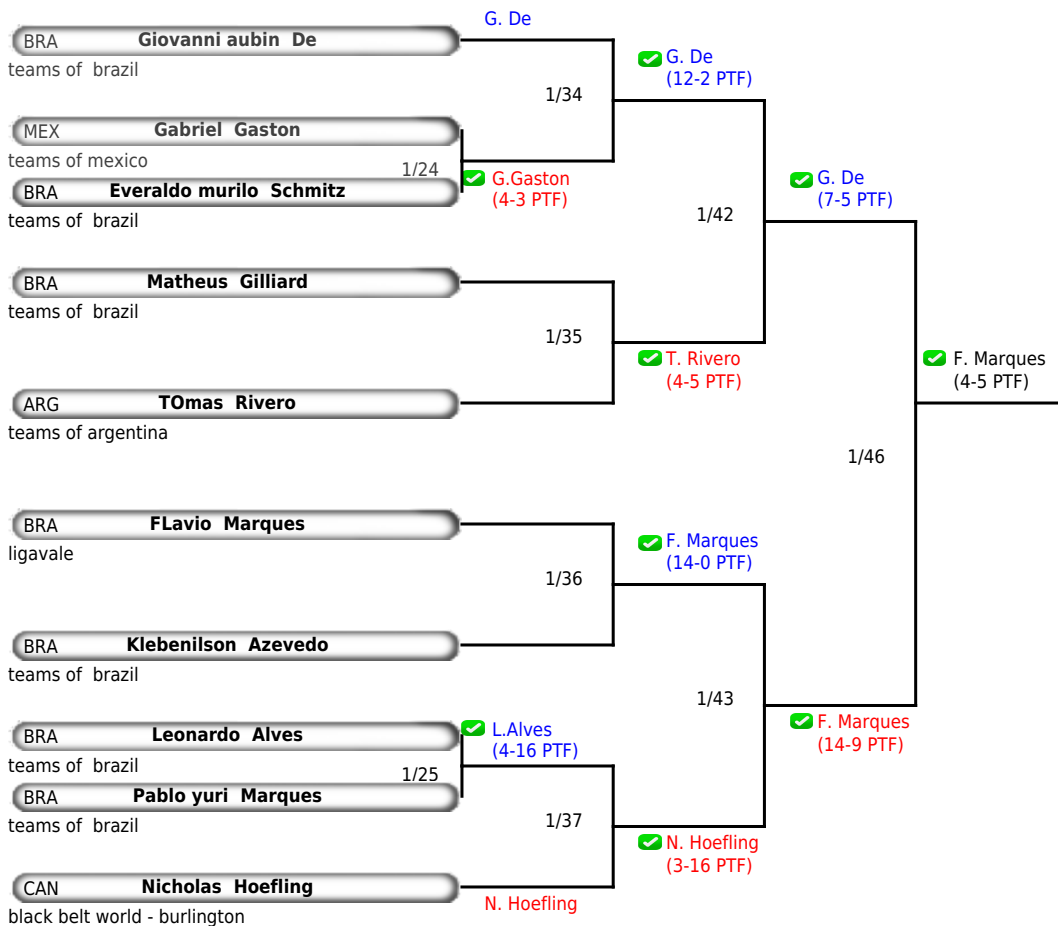 G. De
BRA Giovanni aubin De
teams of brazil
G. De
(12-2 PTF)
1/34
MEX Gabriel Gaston
teams of mexico
1/24
G.Gaston
(4-3 PTF)
BRA Everaldo murilo Schmitz
teams of brazil
G. De
(7-5 PTF)
1/42
BRA Matheus Gilliard
teams of brazil
1/35
T. Rivero
(4-5 PTF)
F. Marques
(4-5 PTF)
ARG TOmas Rivero
teams of argentina
1/46
BRA FLavio Marques
ligavale
F. Marques
(14-0 PTF)
1/36
BRA Klebenilson Azevedo
teams of brazil
1/43
F. Marques
(14-9 PTF)
BRA Leonardo Alves
teams of brazil
L.Alves
(4-16 PTF)
1/25
BRA Pablo yuri Marques
teams of brazil
1/37
N. Hoefling
(3-16 PTF)
CAN Nicholas Hoefling
N. Hoefling
black belt world - burlington